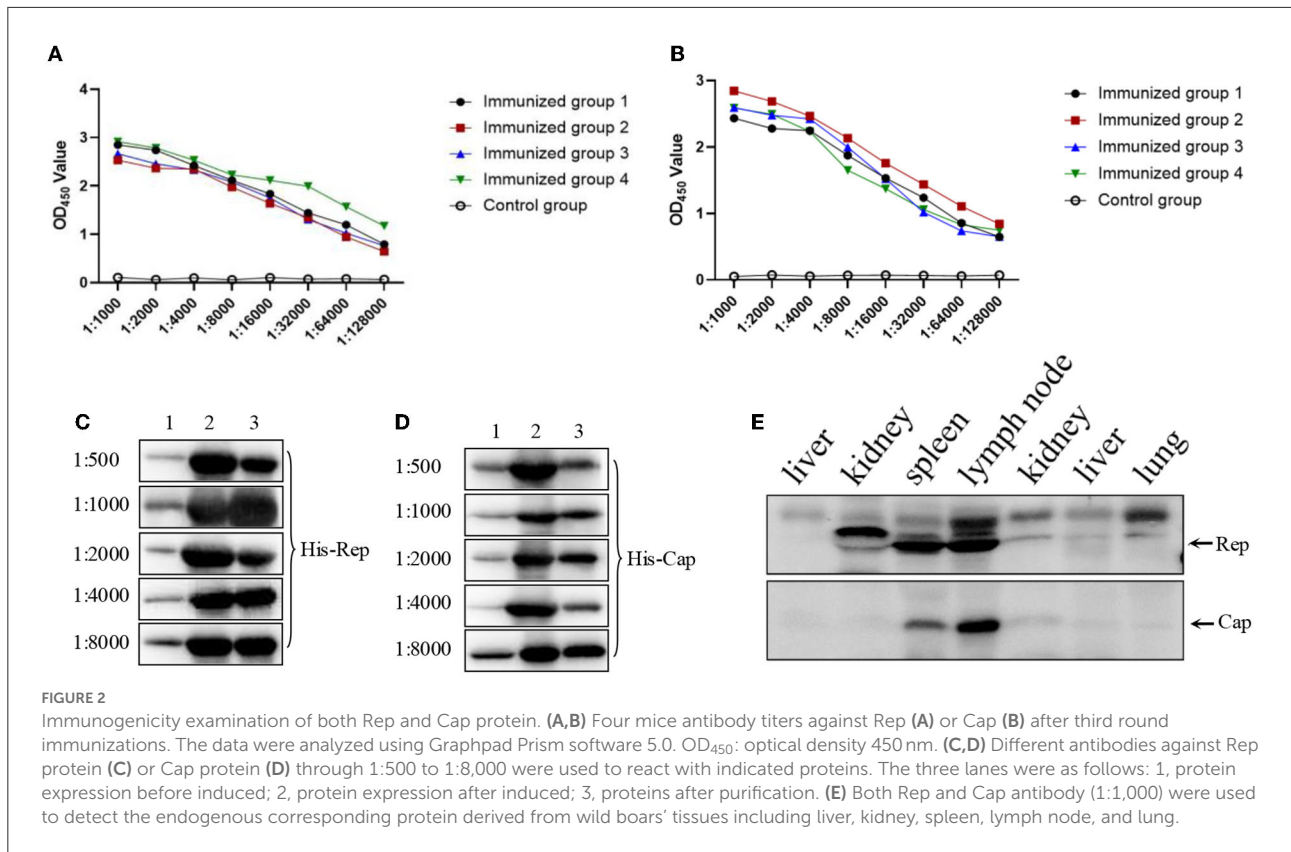 A
OD450 Value
4
3
2
1
0
1:1000
1:2000
1:4000
1:8000
1:16000
1:32000
1:64000
1:128000
Immunized group 1
Immunized group 2
Immunized group 3
Immunized group 4
Control group
B
OD450 Value
3
2
1
0
1:1000
1:2000
1:4000
1:8000
1:16000
1:32000
1:64000
1:128000
Immunized group 1
Immunized group 2
Immunized group 3
Immunized group 4
Control group
C
1 2 3
1:500
1:1000
1:2000
1:4000
1:8000
His-Rep
D
1 2 3
1:500
1:1000
1:2000
1:4000
1:8000
His-Cap
E
liver kidney spleen lymph node kidney liver lung
Rep
Cap
FIGURE 2
Immunogenicity examination of both Rep and Cap protein. (A,B) Four mice antibody titers against Rep (A) or Cap (B) after third round
immunizations. The data were analyzed using Graphpad Prism software 5.0. OD450: optical density 450 nm. (C,D) Different antibodies against Rep
protein (C) or Cap protein (D) through 1:500 to 1:8,000 were used to react with indicated proteins. The three lanes were as follows: 1, protein
expression before induced; 2, protein expression after induced; 3, proteins after purification. (E) Both Rep and Cap antibody (1:1,000) were used
to detect the endogenous corresponding protein derived from wild boars' tissues including liver, kidney, spleen, lymph node, and lung.